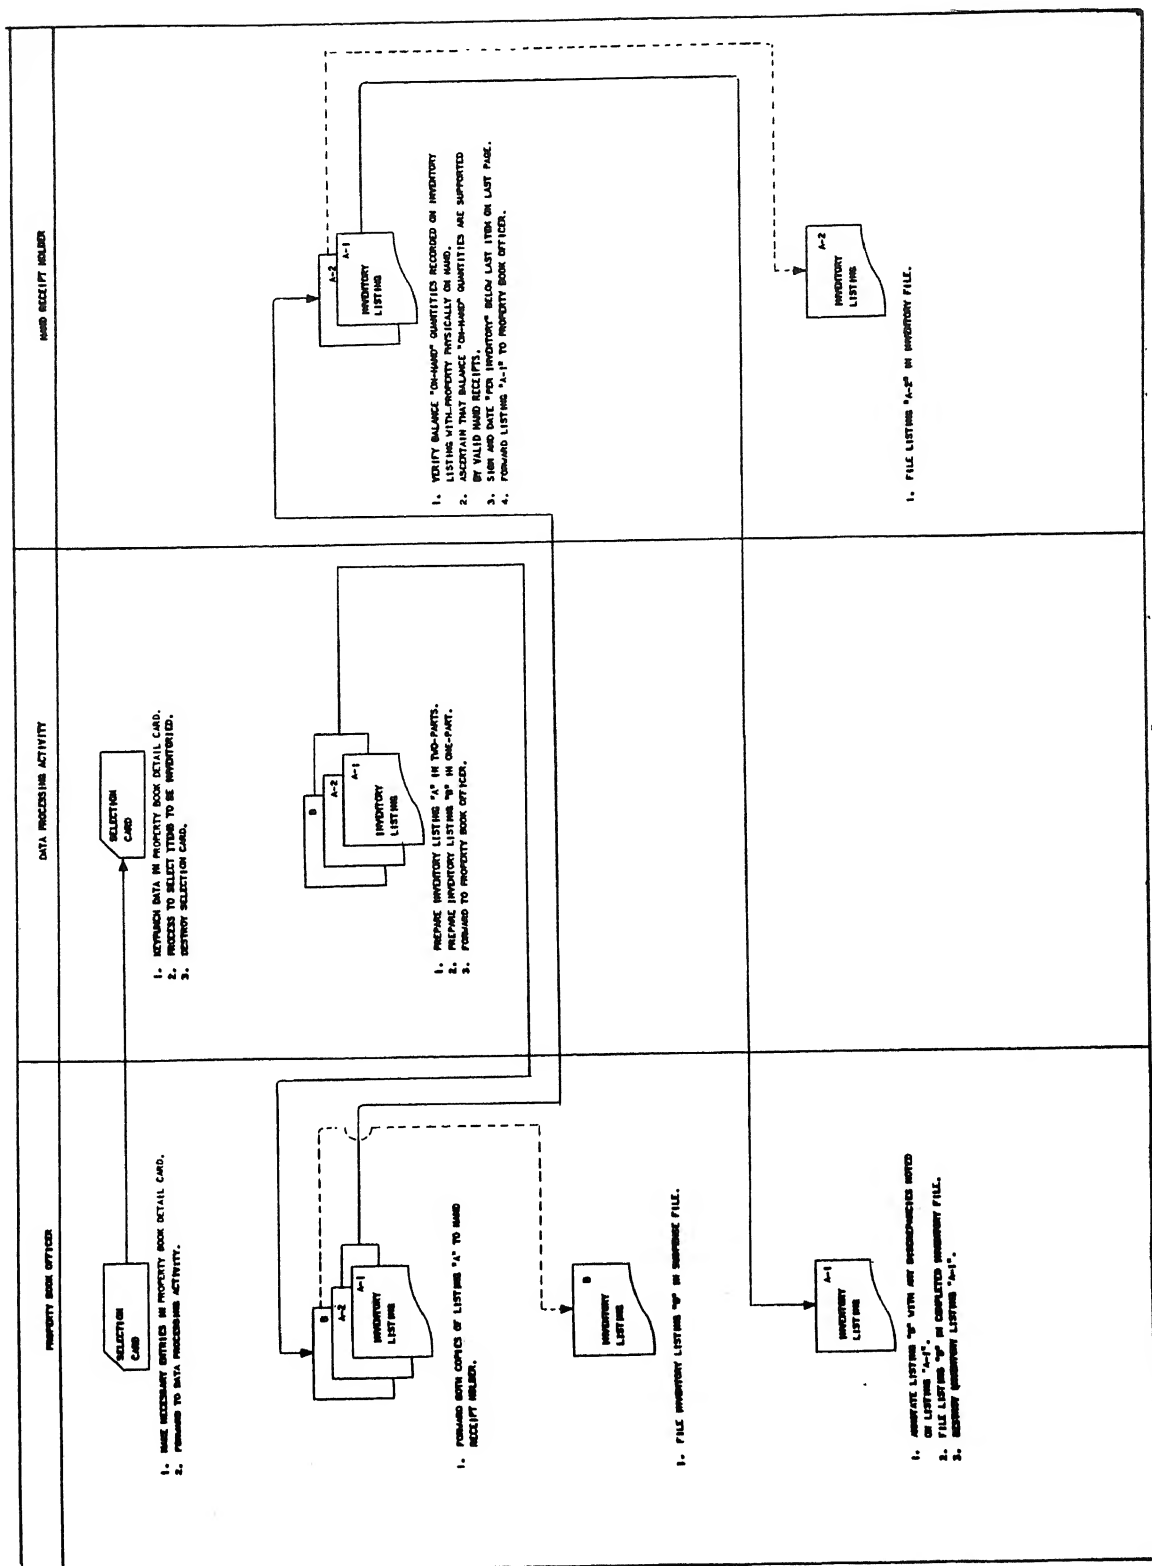 PROPERTY BOOK OFFICER
SELECTION
CARD
1. MAKE NECESSARY ENTRIES IN PROPERTY BOOK DETAIL CARD.
2. FORWARD TO DATA PROCESSING ACTIVITY.
B
A-2
A-1
INVENTORY
LISTING
1. FORWARD BOTH COPIES OF LISTING "A" TO HAND
RECEIPT HOLDER.
B
INVENTORY
LISTING
1. FILE INVENTORY LISTING "B" IN SUSPENSE FILE.
A-1
INVENTORY
LISTING
1. ANNOTATE LISTING "B" WITH ANY DISCREPANCIES NOTED
ON LISTING "A-1".
2. FILE LISTING "B" IN COMPLETED INVENTORY FILE.
3. DESTROY INVENTORY LISTING "A-1".
DATA PROCESSING ACTIVITY
SELECTION
CARD
1. KEYPUNCH DATA IN PROPERTY BOOK DETAIL CARD.
2. PROCESS TO SELECT ITEMS TO BE INVENTORIED.
3. DESTROY SELECTION CARD.
B
A-2
A-1
INVENTORY
LISTING
1. PREPARE INVENTORY LISTING "A" IN TWO-PARTS.
2. PREPARE INVENTORY LISTING "B" IN ONE-PART.
3. FORWARD TO PROPERTY BOOK OFFICER.
HAND RECEIPT HOLDER
A-2
A-1
INVENTORY
LISTING
1. VERIFY BALANCE "ON-HAND" QUANTITIES RECORDED ON INVENTORY
LISTING WITH PROPERTY PHYSICALLY ON HAND.
2. ASCERTAIN THAT BALANCE "ON-HAND" QUANTITIES ARE SUPPORTED
BY VALID HAND RECEIPTS.
3. SIGN AND DATE "PER INVENTORY" BELOW LAST ITEM ON LAST PAGE.
4. FORWARD LISTING "A-1" TO PROPERTY BOOK OFFICER.
A-2
INVENTORY
LISTING
1. FILE LISTING "A-2" IN INVENTORY FILE.